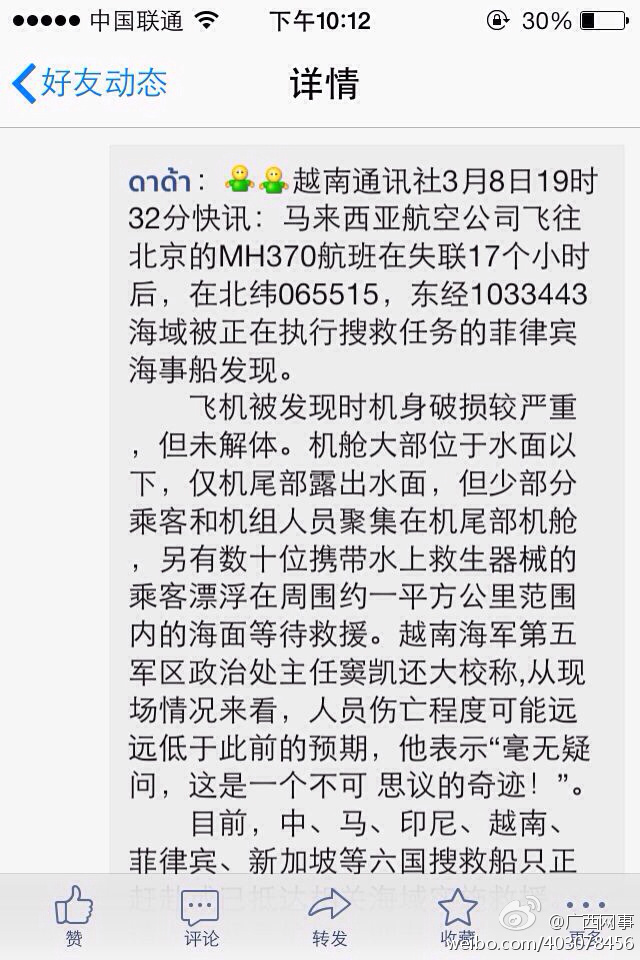 中国联通 下午10:12 30%
好友动态 详情
ดาด้า：越南通讯社3月8日19时
32分快讯：马来西亚航空公司飞往
北京的MH370航班在失联17个小时
后，在北纬065515，东经1033443
海域被正在执行搜救任务的菲律宾
海事船发现。
飞机被发现时机身破损较严重
，但未解体。机舱大部位于水面以
下，仅机尾部露出水面，但少部分
乘客和机组人员聚集在机尾部机舱
，另有数十位携带水上救生器械的
乘客漂浮在周围约一平方公里范围
内的海面等待救援。越南海军第五
军区政治处主任窦凯还大校称,从现
场情况来看，人员伤亡程度可能远
远低于此前的预期，他表示“毫无疑
问，这是一个不可 思议的奇迹！”。
目前，中、马、印尼、越南、
菲律宾、新加坡等六国搜救船只正
赶赴或已抵达相关海域实施救援。
赞 评论 转发 收藏 更多
@广西网事
weibo.com/403078456